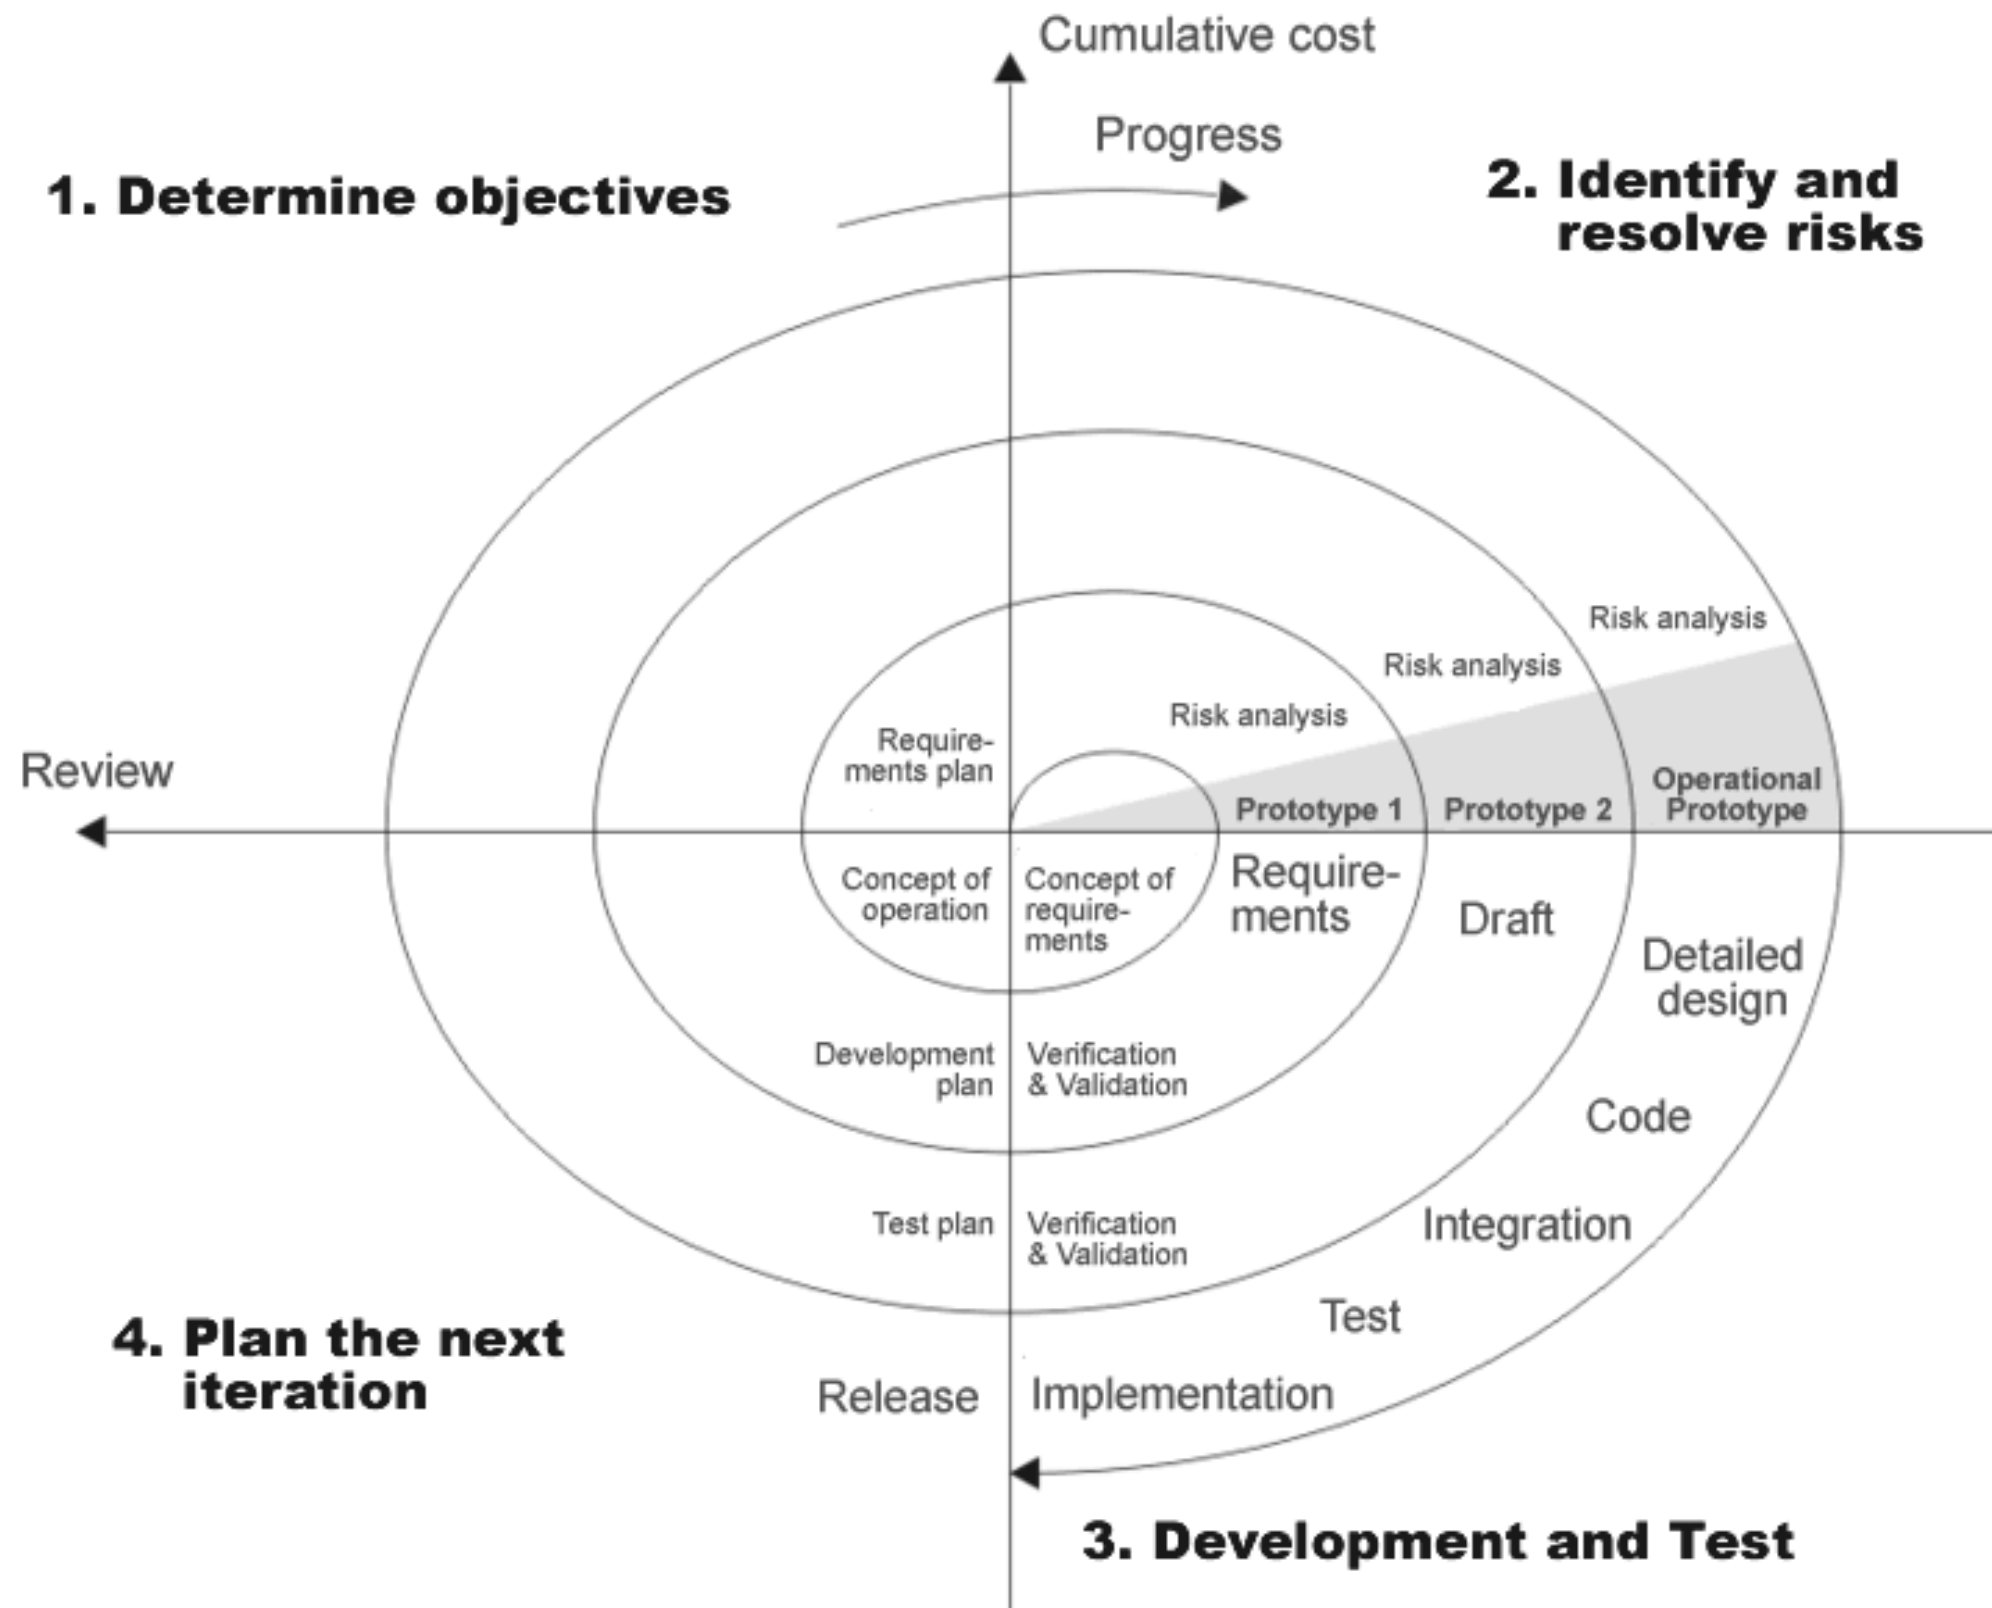 Cumulative cost
Progress
1. Determine objectives
2. Identify and
resolve risks
Risk analysis
Risk analysis
Risk analysis
Require-
ments plan
Review
Operational
Prototype
Prototype 1
Prototype 2
Concept of
operation
Concept of
require-
ments
Require-
ments
Draft
Detailed
design
Development
plan
Verification
& Validation
Code
Test plan
Verification
& Validation
Integration
Test
4. Plan the next
iteration
Release
Implementation
3. Development and Test